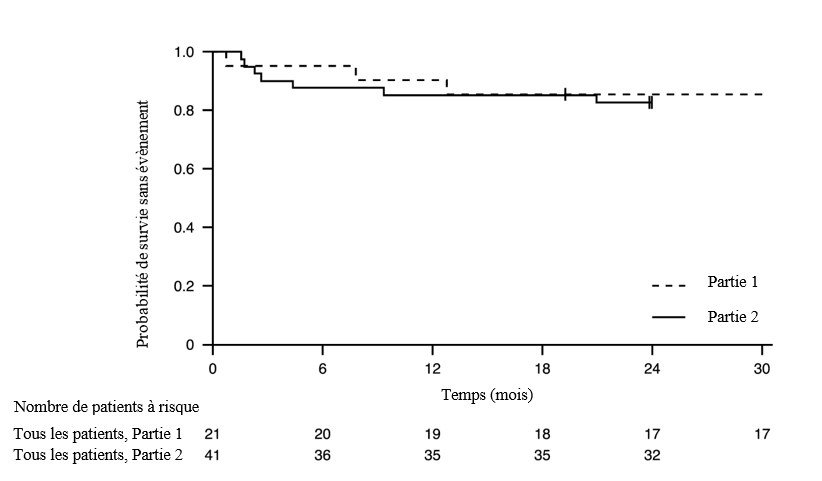 Probabilité de survie sans évènement
1.0
0.8
0.6
0.4
0.2
0
Partie 1
Partie 2
0 6 12 18 24 30
Temps (mois)
Nombre de patients à risque
Tous les patients, Partie 1 21 20 19 18 17 17
Tous les patients, Partie 2 41 36 35 35 32